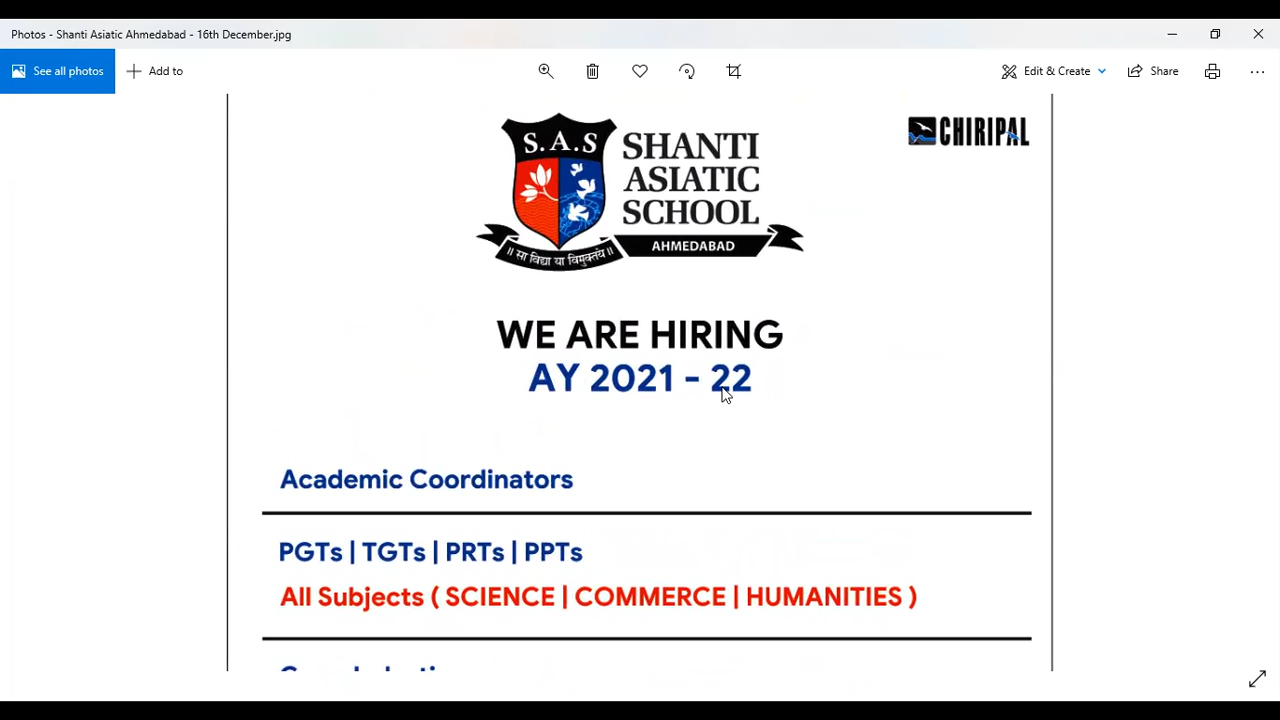 Photos - Shanti Asiatic Ahmedabad - 16th December.jpg
See all photos
Add to
Edit & Create
Share
S.A.S
SHANTI
ASIATIC
SCHOOL
AHMEDABAD
॥ सा विद्या या विमुक्तये ॥
CHIRIPAL
WE ARE HIRING
AY 2021 - 22
Academic Coordinators
PGTs | TGTs | PRTs | PPTs
All Subjects ( SCIENCE | COMMERCE | HUMANITIES )